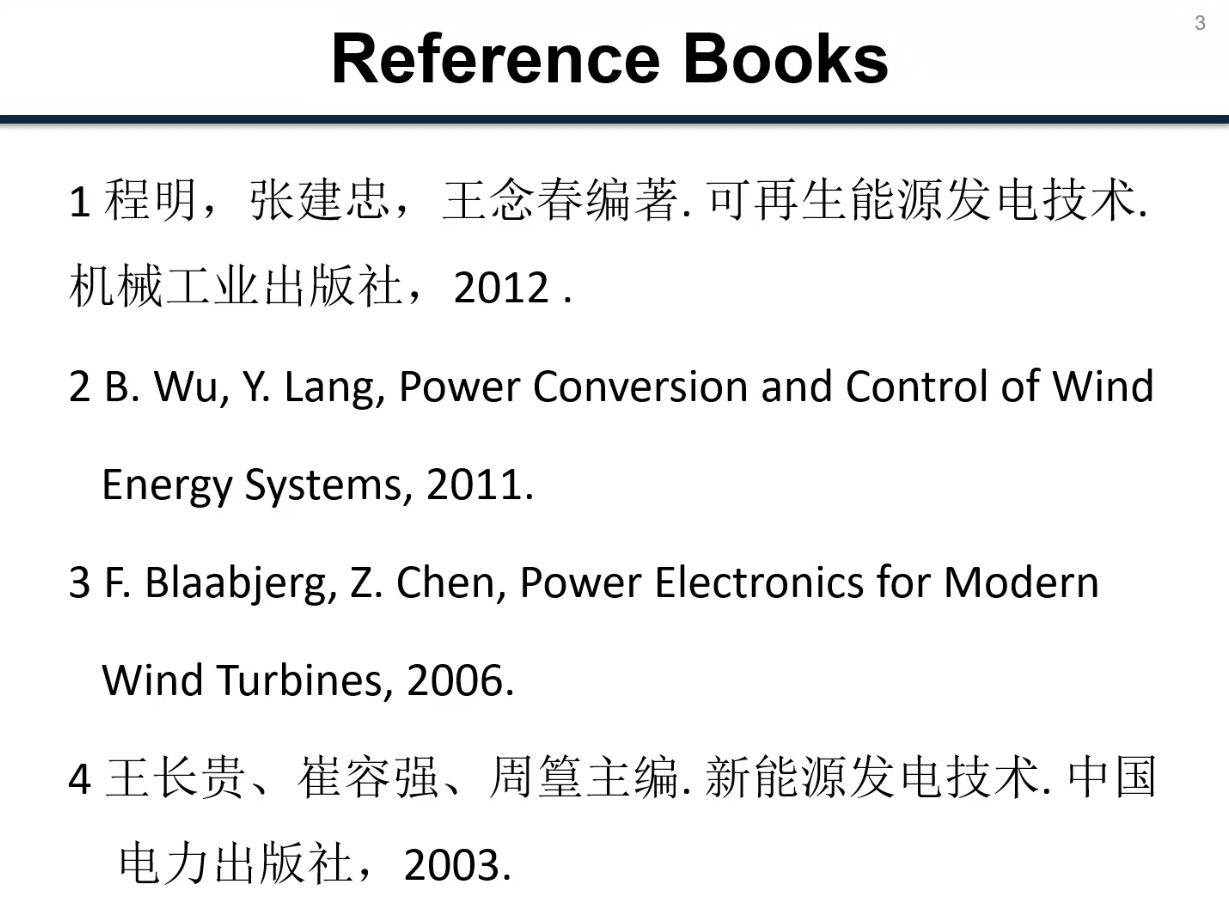 3
Reference Books
1 程明，张建忠，王念春编著. 可再生能源发电技术.
机械工业出版社，2012 .
2 B. Wu, Y. Lang, Power Conversion and Control of Wind
Energy Systems, 2011.
3 F. Blaabjerg, Z. Chen, Power Electronics for Modern
Wind Turbines, 2006.
4 王长贵、崔容强、周篁主编. 新能源发电技术. 中国
电力出版社，2003.